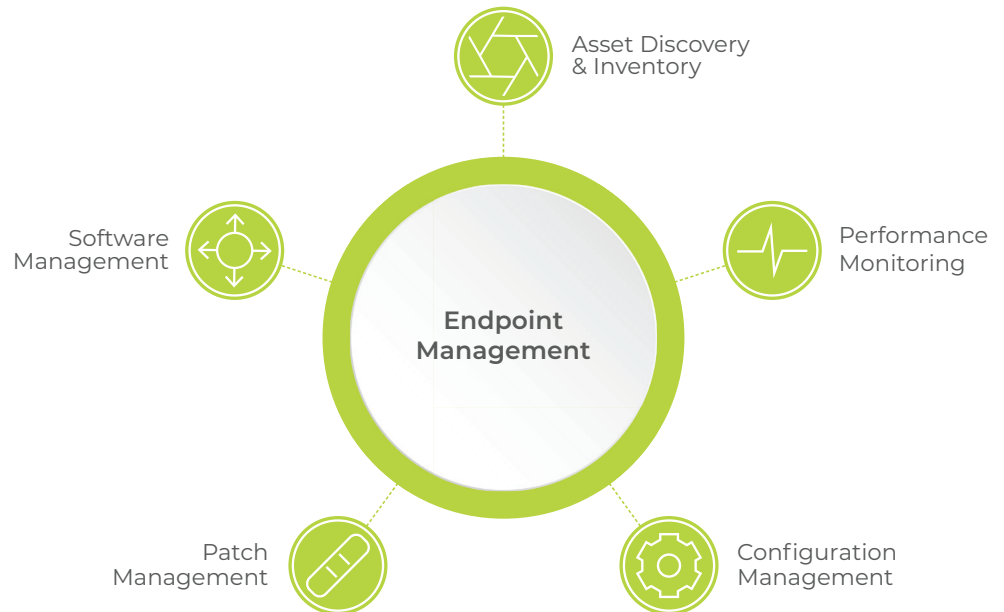 Asset Discovery
& Inventory
Software
Management
Performance
Monitoring
Endpoint
Management
Patch
Management
Configuration
Management